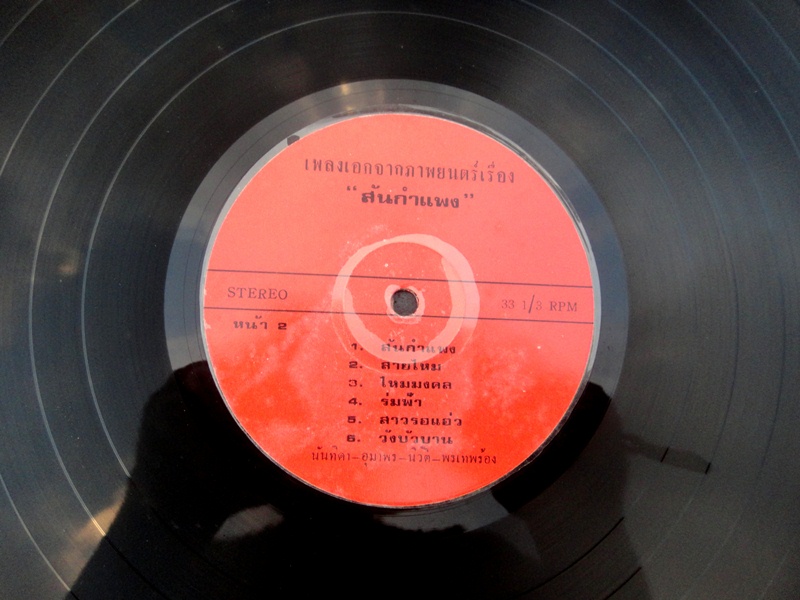 เพลงเอกจากภาพยนตร์เรื่อง
“สันกำแพง”
STEREO
33 1/3 RPM
หน้า 2
1. สันกำแพง
2. สายไหม
3. ไหมมงคล
4. ร่มฟ้า
5. สาวรอแอ่ว
6. วังบัวบาน
นันทิดา–อุมาพร–นิรัติ–พรเทพร้อง